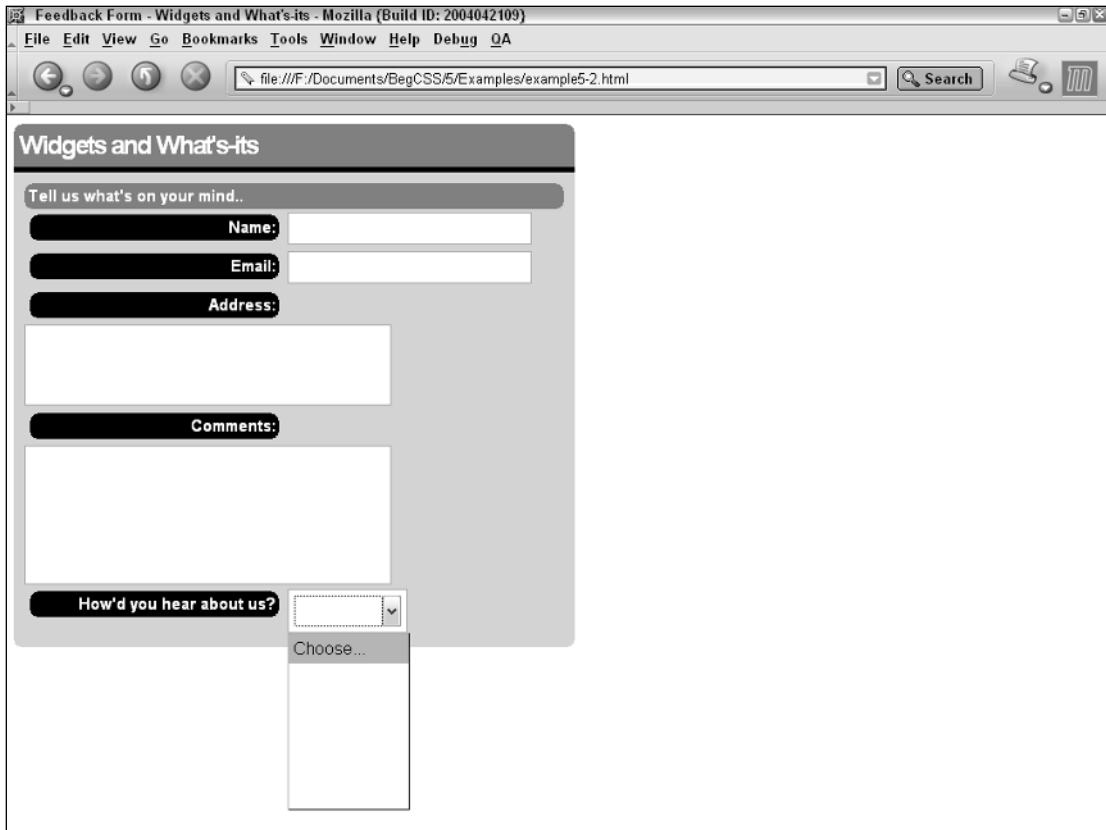 Feedback Form - Widgets and What's-its - Mozilla {Build ID: 2004042109}
File Edit View Go Bookmarks Tools Window Help Debug QA
file:///F:/Documents/BegCSS/5/Examples/example5-2.html
Search
Widgets and What's-its
Tell us what's on your mind..
Name:
Email:
Address:
Comments:
How'd you hear about us?
Choose...